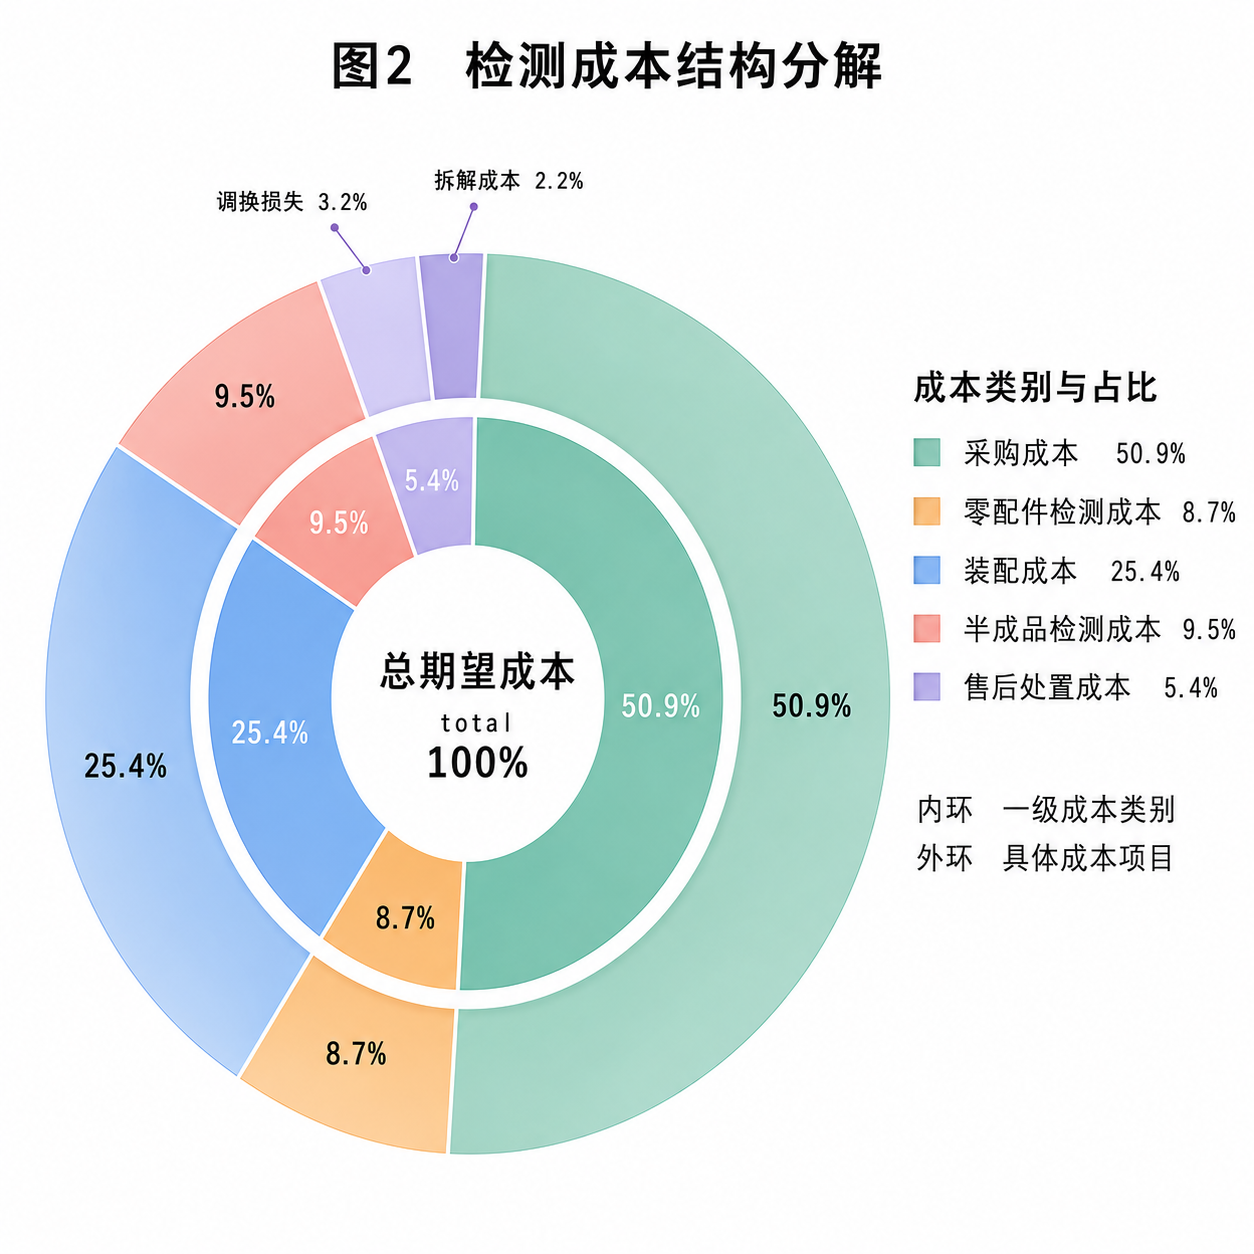 图2 检测成本结构分解
拆解成本 2.2%
调换损失 3.2%
9.5%
5.4%
9.5%
25.4%
25.4%
总期望成本
total
100%
50.9%
50.9%
8.7%
8.7%
成本类别与占比
采购成本 50.9%
零配件检测成本 8.7%
装配成本 25.4%
半成品检测成本 9.5%
售后处置成本 5.4%
内环 一级成本类别
外环 具体成本项目